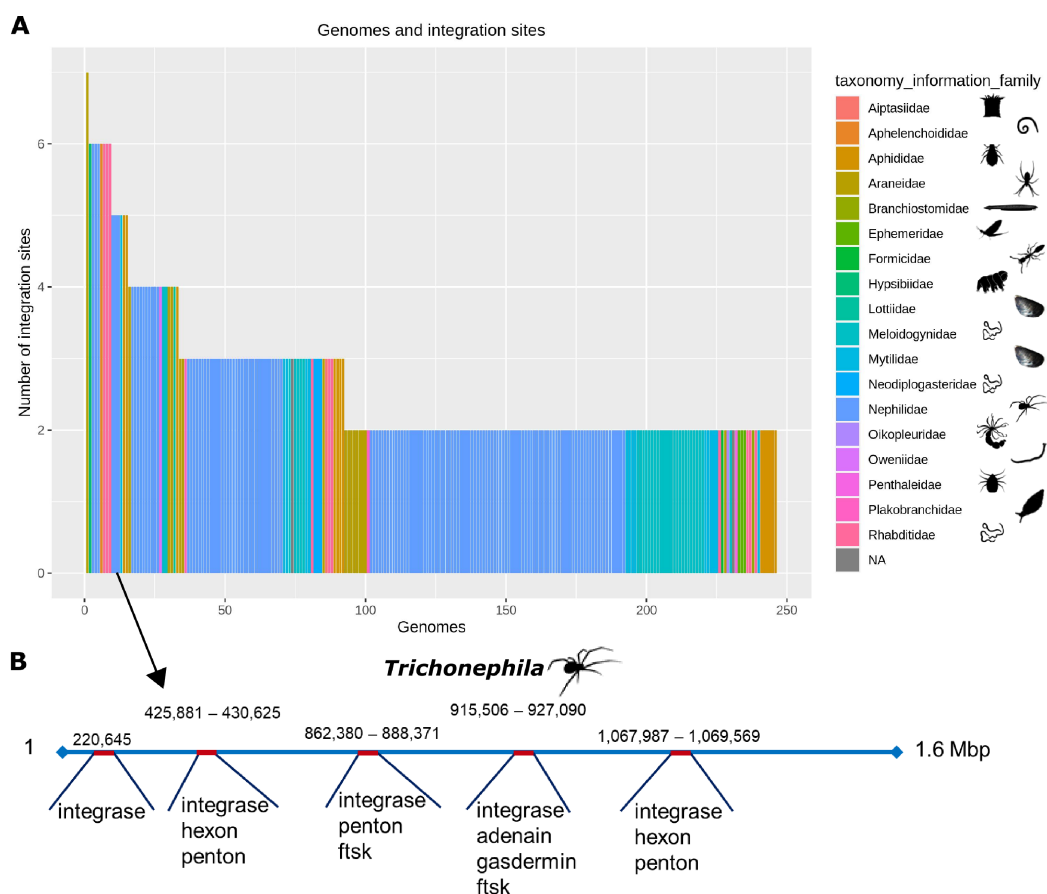 A
Genomes and integration sites
Number of integration sites
6
4
2
0
0
50
100
150
200
250
Genomes
taxonomy_information_family
Aiptasiidae
Aphelenchoididae
Aphididae
Araneidae
Branchiostomidae
Ephemeridae
Formicidae
Hypsibiidae
Lottiidae
Meloidogynidae
Mytilidae
Neodiplogasteridae
Nephilidae
Oikopleuridae
Oweniidae
Penthaleidae
Plakobranchidae
Rhabditidae
NA
B
Trichonephila
425,881 – 430,625
915,506 – 927,090
220,645
862,380 – 888,371
1,067,987 – 1,069,569
1
1.6 Mbp
integrase
integrase
hexon
penton
integrase
penton
ftsk
integrase
adenain
gasdermin
ftsk
integrase
hexon
penton